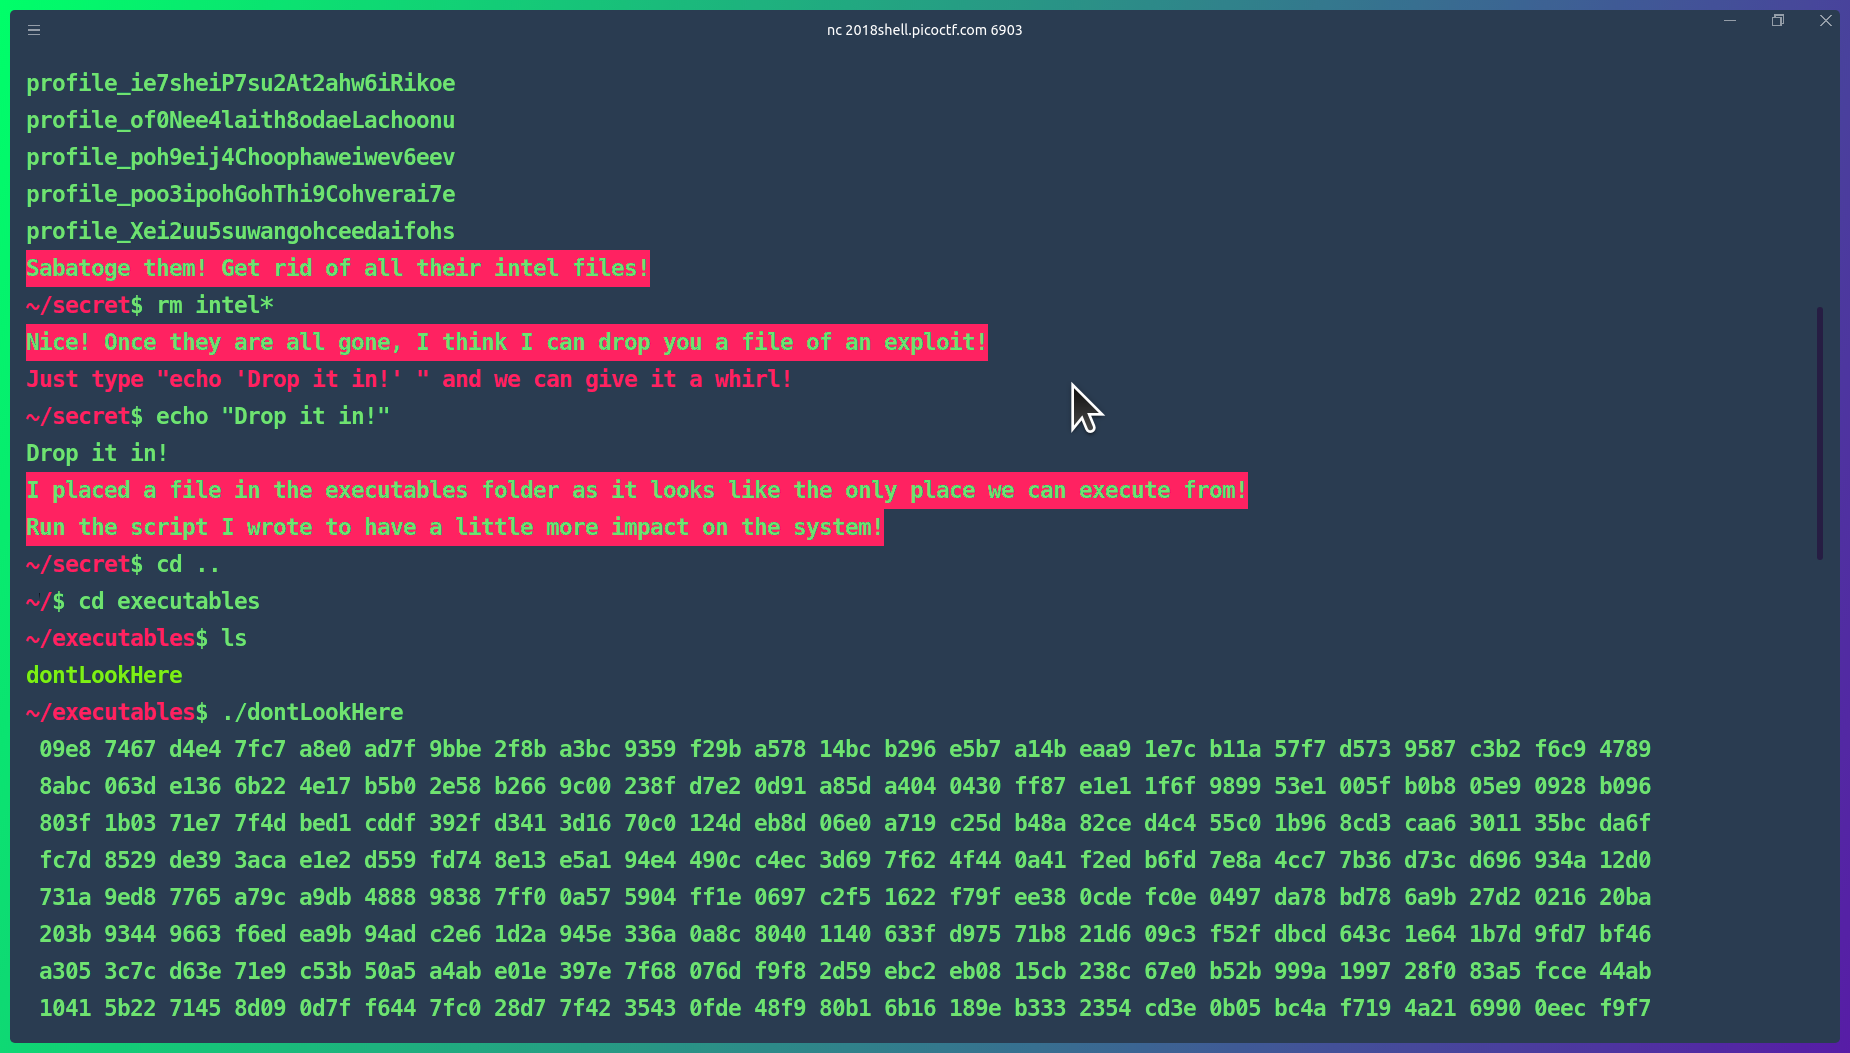 nc 2018shell.picoctf.com 6903
profile_ie7sheiP7su2At2ahw6iRikoe
profile_of0Nee4laith8odaeLachoonu
profile_poh9eij4Choophaweiwev6eev
profile_poo3ipohGohThi9Cohverai7e
profile_Xei2uu5suwangohceedaifohs
Sabatoge them! Get rid of all their intel files!
~/secret$ rm intel*
Nice! Once they are all gone, I think I can drop you a file of an exploit!
Just type "echo 'Drop it in!' " and we can give it a whirl!
~/secret$ echo "Drop it in!"
Drop it in!
I placed a file in the executables folder as it looks like the only place we can execute from!
Run the script I wrote to have a little more impact on the system!
~/secret$ cd ..
~/$ cd executables
~/executables$ ls
dontLookHere
~/executables$ ./dontLookHere
09e8 7467 d4e4 7fc7 a8e0 ad7f 9bbe 2f8b a3bc 9359 f29b a578 14bc b296 e5b7 a14b eaa9 1e7c b11a 57f7 d573 9587 c3b2 f6c9 4789
8abc 063d e136 6b22 4e17 b5b0 2e58 b266 9c00 238f d7e2 0d91 a85d a404 0430 ff87 e1e1 1f6f 9899 53e1 005f b0b8 05e9 0928 b096
803f 1b03 71e7 7f4d bed1 cddf 392f d341 3d16 70c0 124d eb8d 06e0 a719 c25d b48a 82ce d4c4 55c0 1b96 8cd3 caa6 3011 35bc da6f
fc7d 8529 de39 3aca e1e2 d559 fd74 8e13 e5a1 94e4 490c c4ec 3d69 7f62 4f44 0a41 f2ed b6fd 7e8a 4cc7 7b36 d73c d696 934a 12d0
731a 9ed8 7765 a79c a9db 4888 9838 7ff0 0a57 5904 ff1e 0697 c2f5 1622 f79f ee38 0cde fc0e 0497 da78 bd78 6a9b 27d2 0216 20ba
203b 9344 9663 f6ed ea9b 94ad c2e6 1d2a 945e 336a 0a8c 8040 1140 633f d975 71b8 21d6 09c3 f52f dbcd 643c 1e64 1b7d 9fd7 bf46
a305 3c7c d63e 71e9 c53b 50a5 a4ab e01e 397e 7f68 076d f9f8 2d59 ebc2 eb08 15cb 238c 67e0 b52b 999a 1997 28f0 83a5 fcce 44ab
1041 5b22 7145 8d09 0d7f f644 7fc0 28d7 7f42 3543 0fde 48f9 80b1 6b16 189e b333 2354 cd3e 0b05 bc4a f719 4a21 6990 0eec f9f7